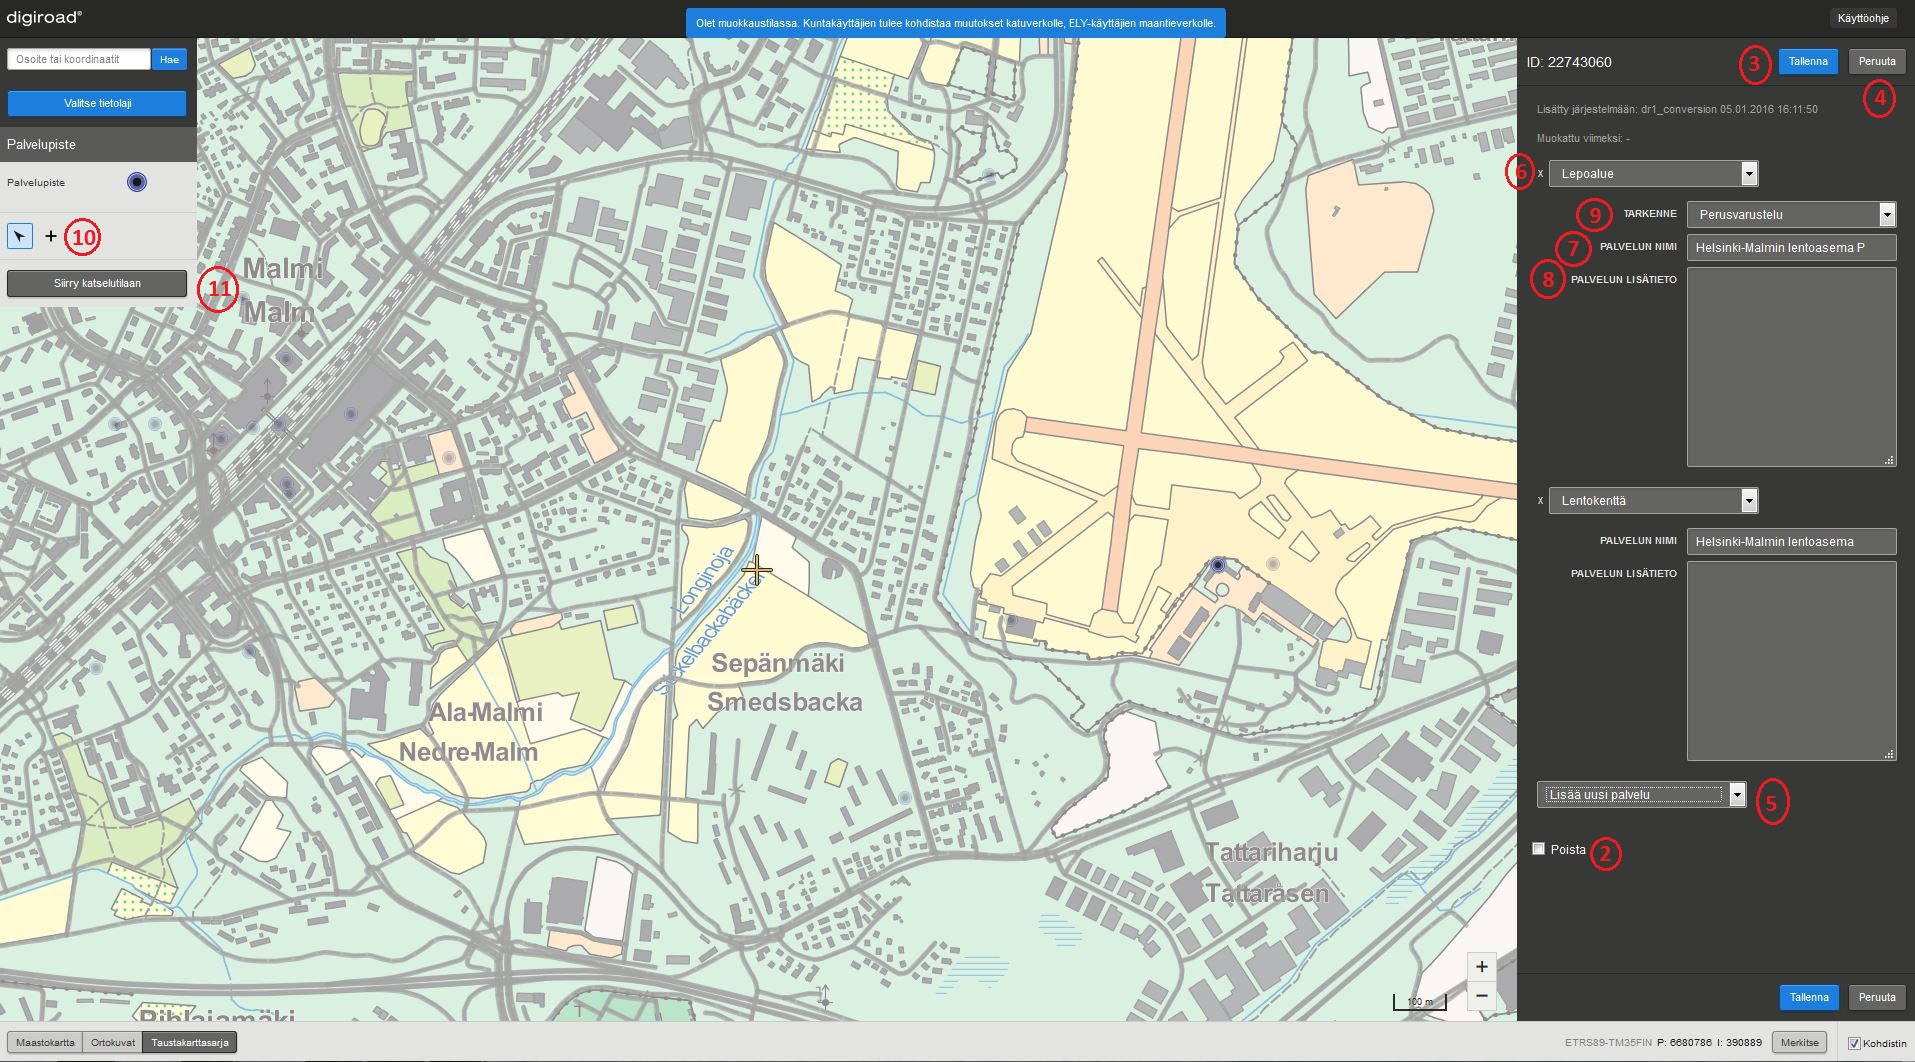 digiroad®
Olet muokkaustilassa. Kuntakäyttäjien tulee kohdistaa muutokset katuverkolle, ELY-käyttäjien maantieverkolle.
Käyttöohje
Osoite tai koordinaatit
Hae
Valitse tietolaji
Palvelupiste
Palvelupiste
+
10
Siirry katselutilaan
11
Malmi
Malm
Longinoja
Sepänmäki
Smedsbacka
Ala-Malmi
Nedre-Malm
Tattariharju
Tattaråsen
Pihlajamäki
+
−
100 m
ID: 22743060
3
Tallenna
Peruuta
4
Lisätty järjestelmään: dr1_conversion 05.01.2016 16:11:50
Muokattu viimeksi: -
6
x
Lepoalue
9
TARKENNE
Perusvarustelu
7
PALVELUN NIMI
Helsinki-Malmin lentoasema P
8
PALVELUN LISÄTIETO
x
Lentokenttä
PALVELUN NIMI
Helsinki-Malmin lentoasema
PALVELUN LISÄTIETO
Lisää uusi palvelu
5
Poista
2
Tallenna
Peruuta
Maastokartta
Ortokuvat
Taustakarttasarja
ETRS89-TM35FIN P: 6680786 I: 390889
Merkitse
Kohdistin